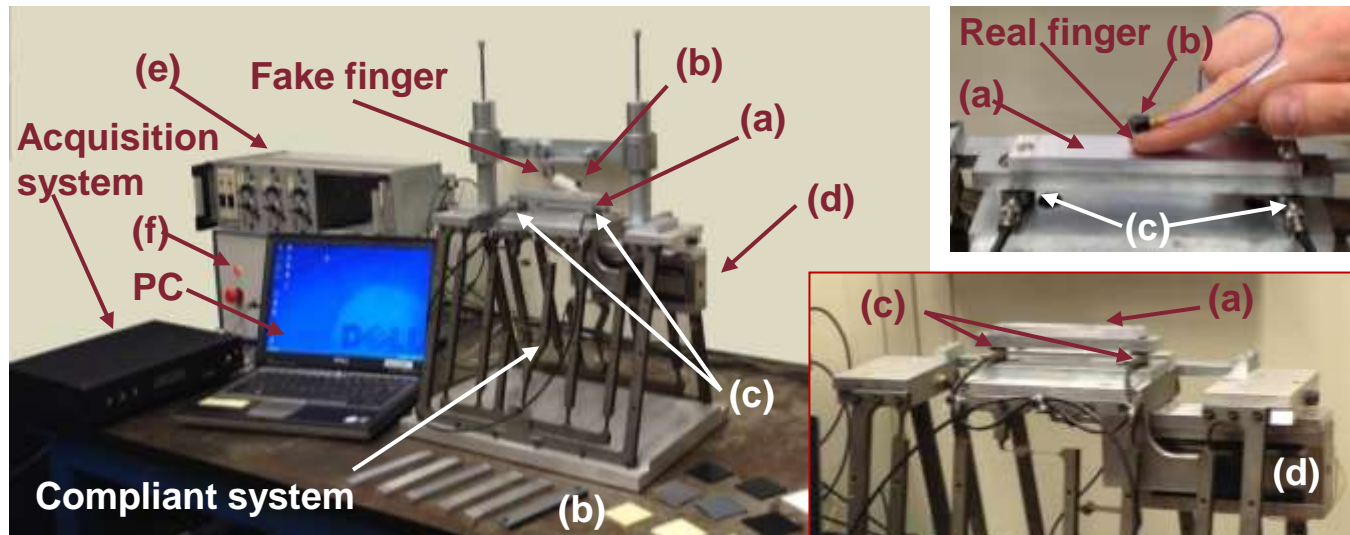 (e)
Fake finger
(b)
(a)
Acquisition
system
(d)
(f)
PC
DELL
(c)
Compliant system
(b)
Real finger
(b)
(a)
(c)
(c)
(a)
(d)